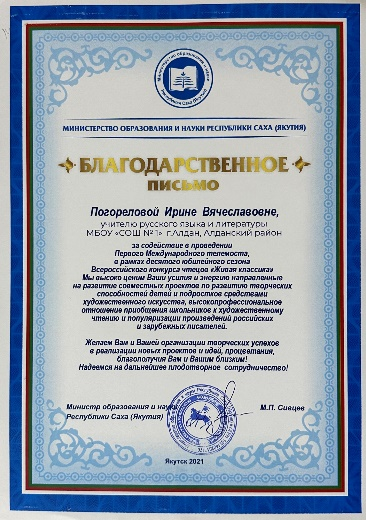 МИНИСТЕРСТВО ОБРАЗОВАНИЯ И НАУКИ РЕСПУБЛИКИ САХА (ЯКУТИЯ)
БЛАГОДАРСТВЕННОЕ
ПИСЬМО
Погореловой Ирине Вячеславовне,
учителю русского языка и литературы
МБОУ «СОШ №1» г.Алдан, Алданский район
за содействие в проведении
Первого Международного телемоста,
в рамках десятого юбилейного сезона
Всероссийского конкурса чтецов «Живая классика»
Мы высоко ценим Ваши усилия и энергию направленные
на развитие совместных проектов по развитию творческих
способностей детей и подростков средствами
художественного искусства, высокопрофессиональное
отношение приобщения школьников к художественному
чтению и популяризации произведений российских
и зарубежных писателей.
Желаем Вам и Вашей организации творческих успехов
в реализации новых проектов и идей, процветания,
благополучия Вам и Вашим близким!
Надеемся на дальнейшее плодотворное сотрудничество!
Министр образования и науки
Республики Саха (Якутия)
М.П. Сивцев
Якутск 2021